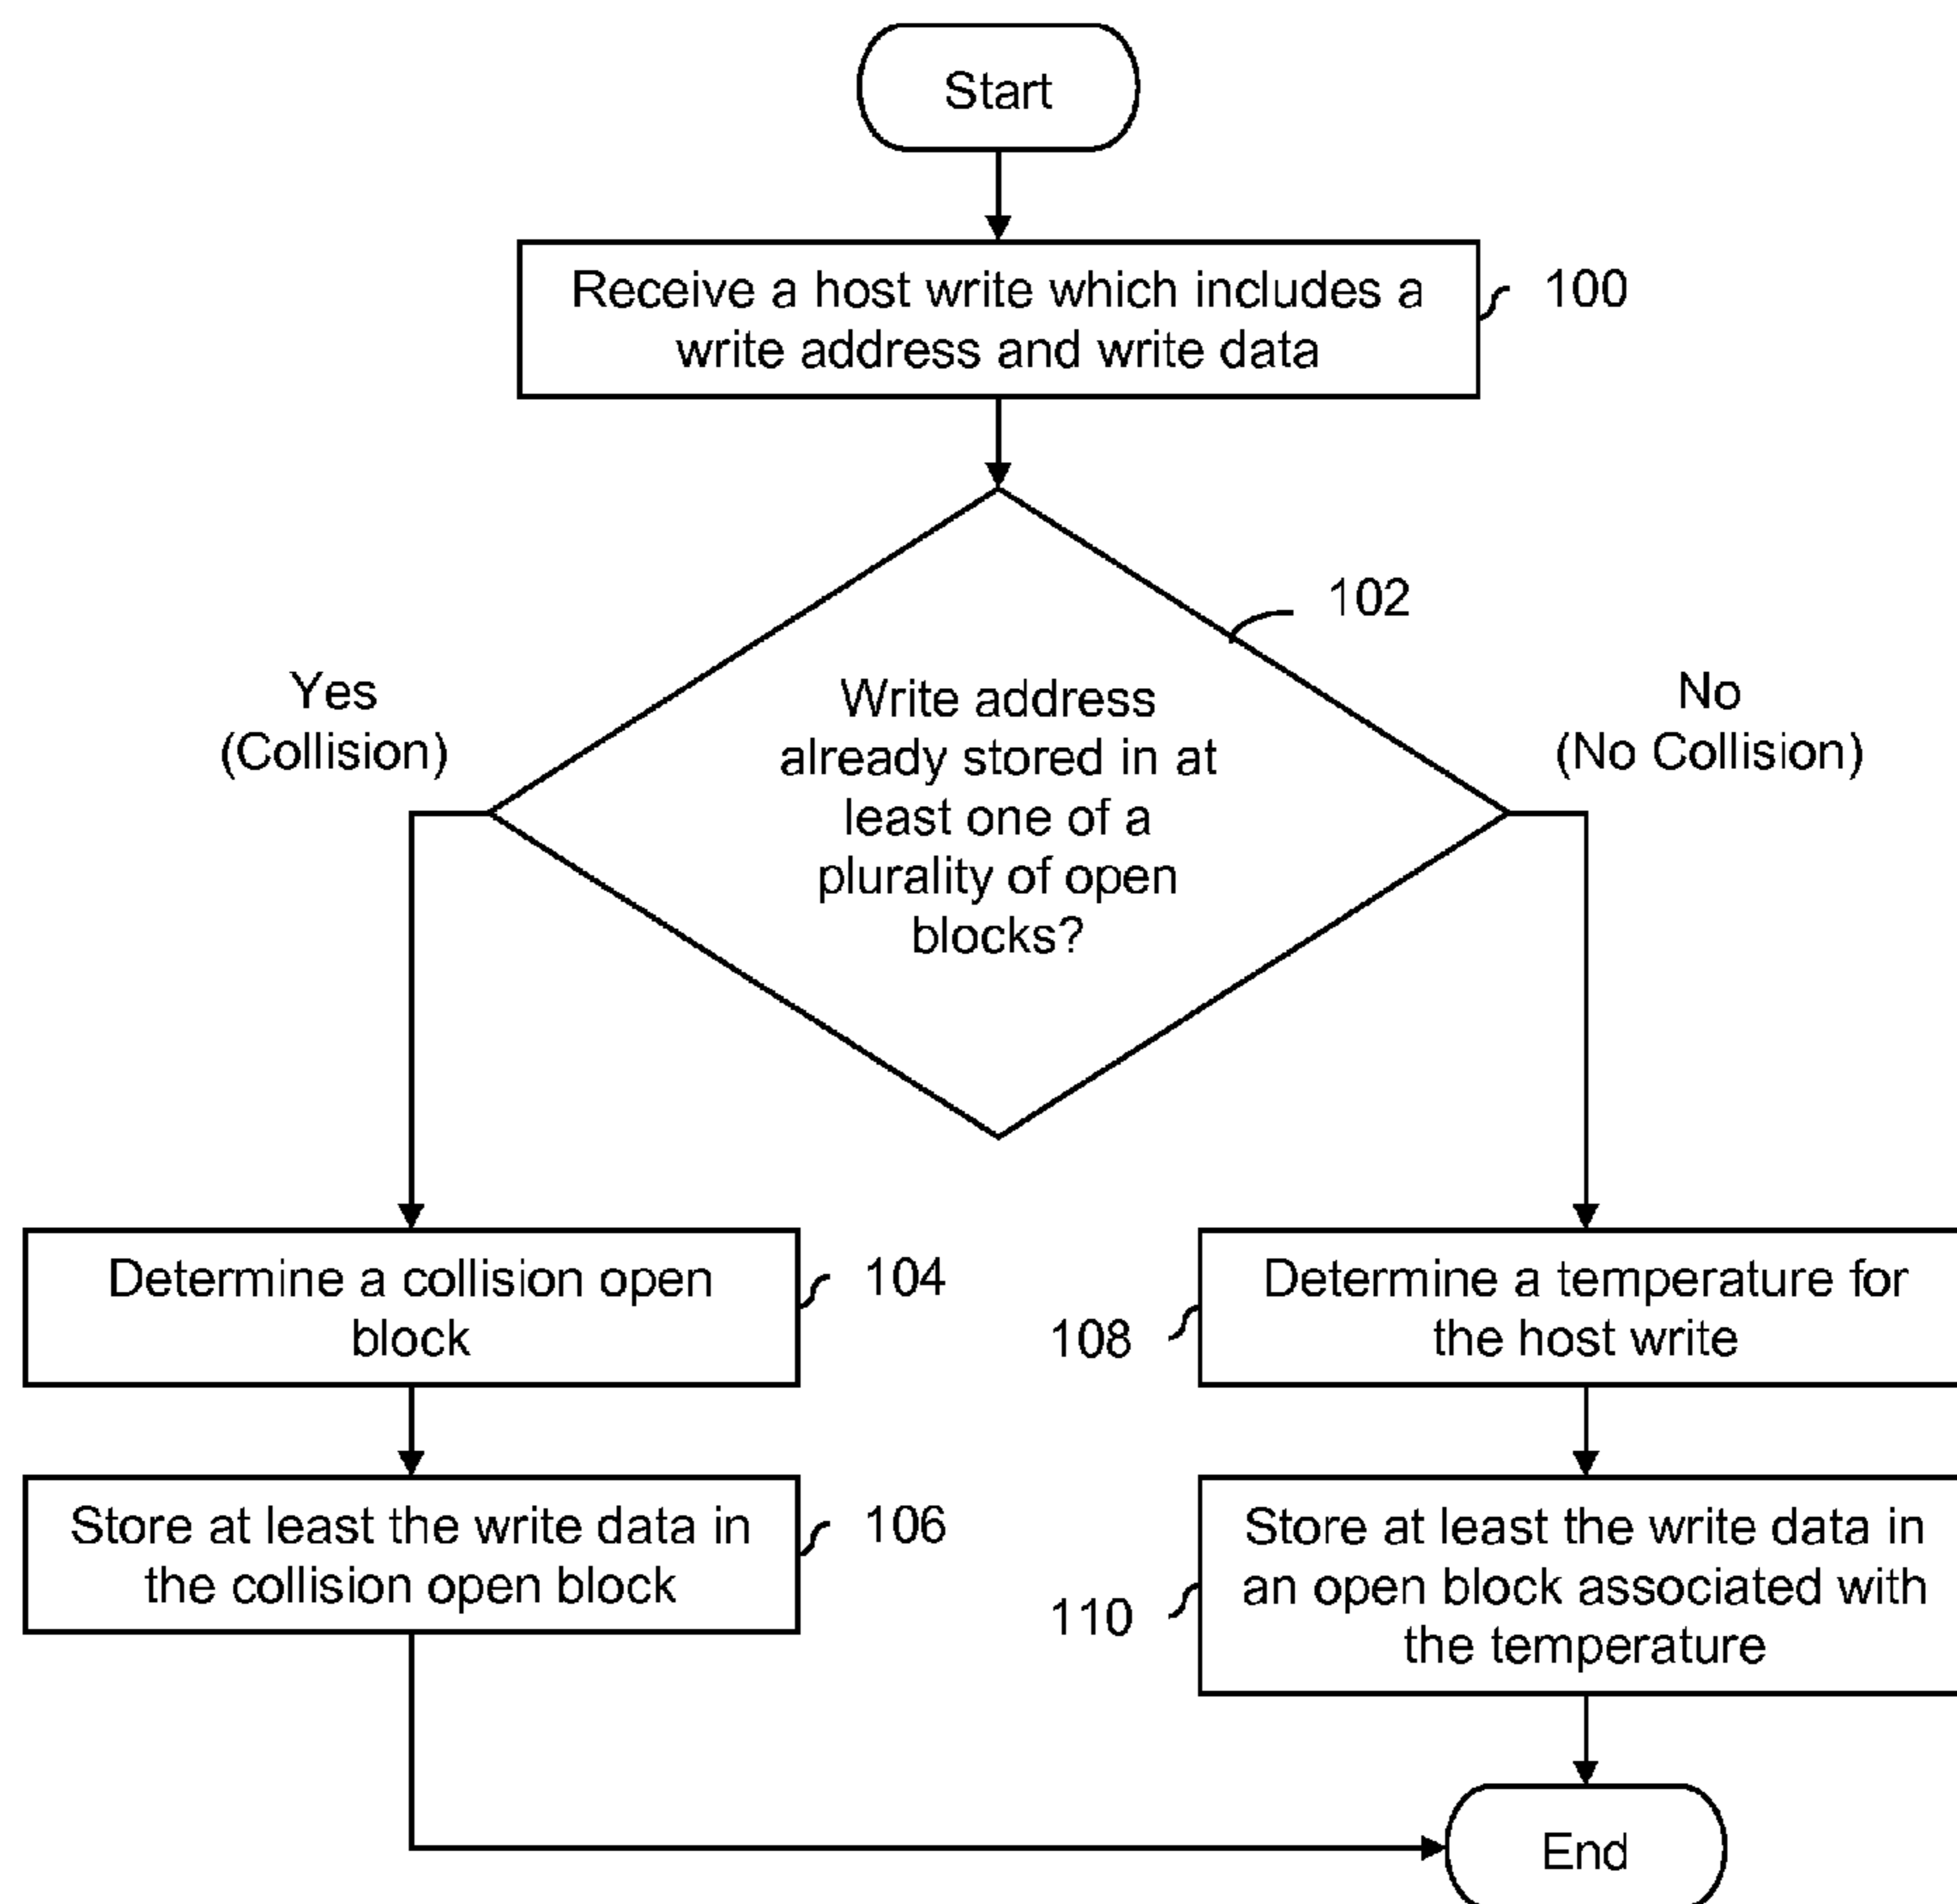 Start
Receive a host write which includes a
write address and write data
100
102
Write address
already stored in at
least one of a
plurality of open
blocks?
Yes
(Collision)
No
(No Collision)
Determine a collision open
block
104
Store at least the write data in
the collision open block
106
108
Determine a temperature for
the host write
110
Store at least the write data in
an open block associated with
the temperature
End